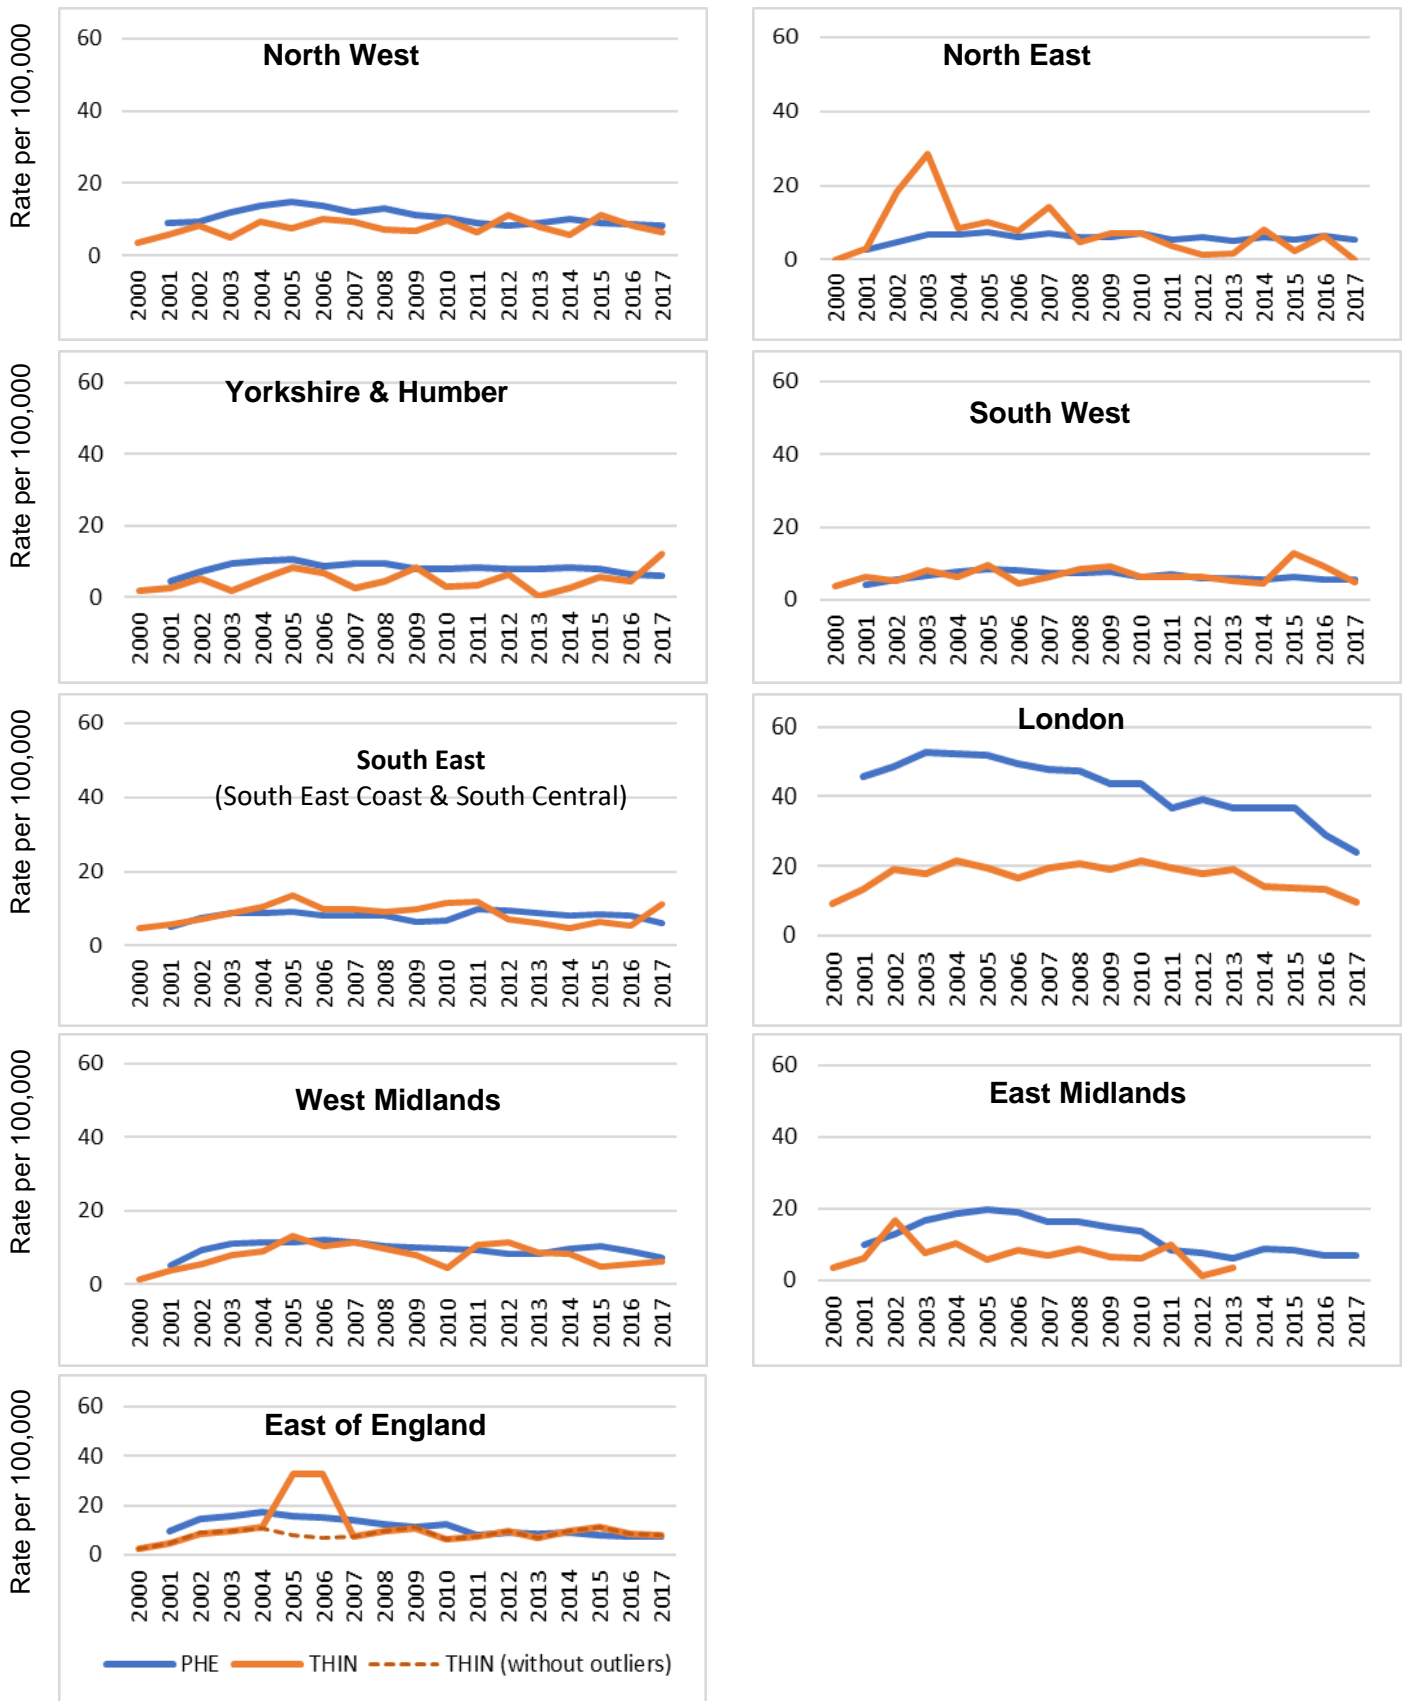 Rate per 100,000
60
40
20
0
North West
2000 2001 2002 2003 2004 2005 2006 2007 2008 2009 2010 2011 2012 2013 2014 2015 2016 2017
60
40
20
0
North East
2000 2001 2002 2003 2004 2005 2006 2007 2008 2009 2010 2011 2012 2013 2014 2015 2016 2017
Rate per 100,000
60
40
20
0
Yorkshire & Humber
2000 2001 2002 2003 2004 2005 2006 2007 2008 2009 2010 2011 2012 2013 2014 2015 2016 2017
60
40
20
0
South West
2000 2001 2002 2003 2004 2005 2006 2007 2008 2009 2010 2011 2012 2013 2014 2015 2016 2017
Rate per 100,000
60
40
20
0
South East
(South East Coast & South Central)
2000 2001 2002 2003 2004 2005 2006 2007 2008 2009 2010 2011 2012 2013 2014 2015 2016 2017
60
40
20
0
London
2000 2001 2002 2003 2004 2005 2006 2007 2008 2009 2010 2011 2012 2013 2014 2015 2016 2017
Rate per 100,000
60
40
20
0
West Midlands
2000 2001 2002 2003 2004 2005 2006 2007 2008 2009 2010 2011 2012 2013 2014 2015 2016 2017
60
40
20
0
East Midlands
2000 2001 2002 2003 2004 2005 2006 2007 2008 2009 2010 2011 2012 2013 2014 2015 2016 2017
Rate per 100,000
60
40
20
0
East of England
2000 2001 2002 2003 2004 2005 2006 2007 2008 2009 2010 2011 2012 2013 2014 2015 2016 2017
PHE THIN THIN (without outliers)